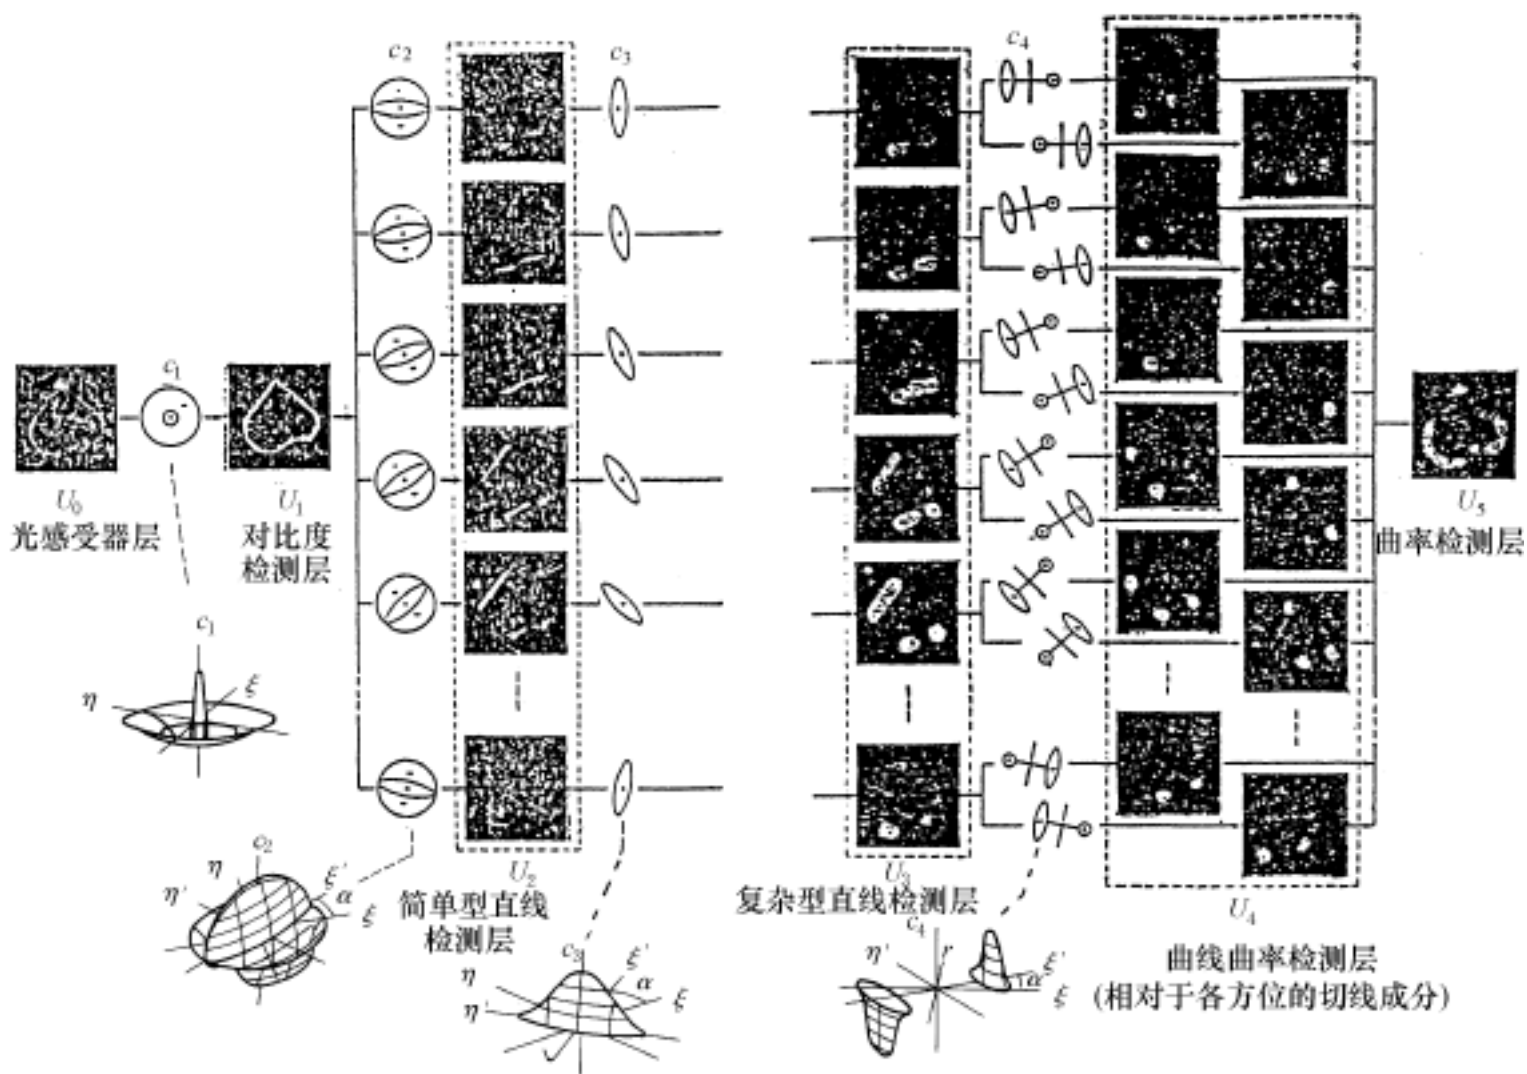 c₂
c₃
c₄
c₁
U₀
光感受器层
U₁
对比度
检测层
U₅
曲率检测层
c₁
η
ξ
c₂
η
η'
ξ'
α
ξ
U₂
简单型直线
检测层
c₃
η
η'
ξ'
α
ξ
U₃
复杂型直线检测层
c₄
r
η'
ξ'
α
ξ
U₄
曲线曲率检测层
(相对于各方位的切线成分)